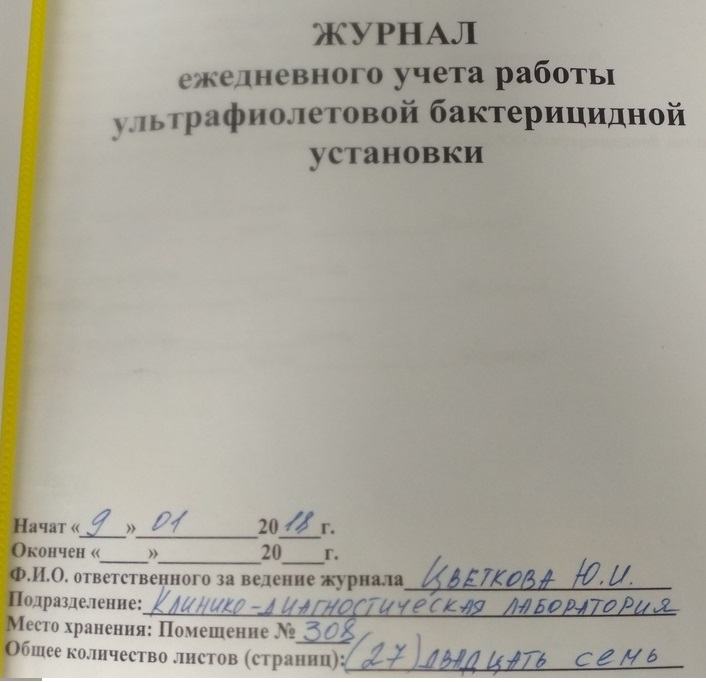 ЖУРНАЛ
ежедневного учета работы
ультрафиолетовой бактерицидной
установки
Начат «9» 01 2018 г.
Окончен «____»__________20____г.
Ф.И.О. ответственного за ведение журнала Цветкова Ю.И.
Подразделение: Клинико-диагностическая лаборатория
Место хранения: Помещение № 308
Общее количество листов (страниц): (27) двадцать семь